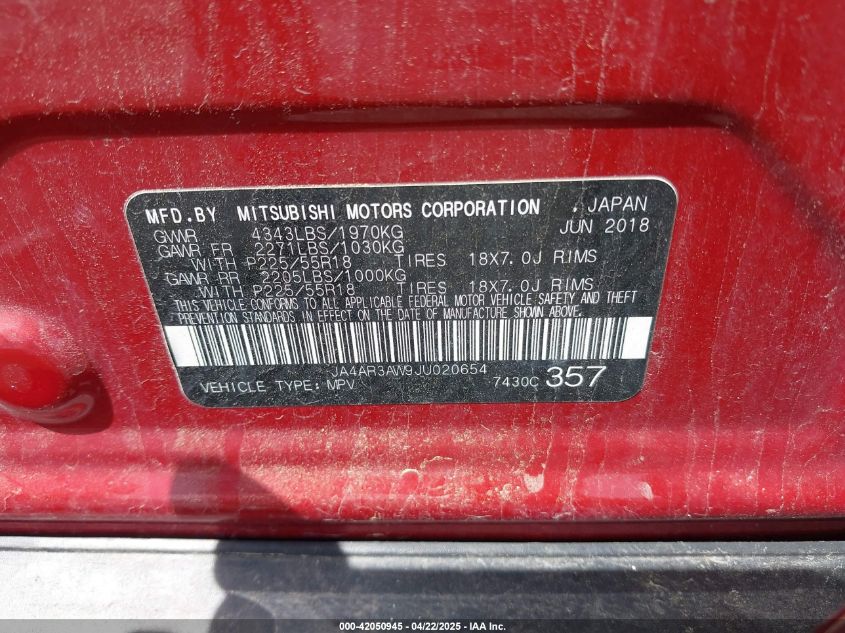 MFD.BY MITSUBISHI MOTORS CORPORATION , JAPAN
GVWR 4343LBS/1970KG JUN 2018
GAWR FR 2271LBS/1030KG
WITH P225/55R18 TIRES 18X7.0J RIMS
GAWR RR 2205LBS/1000KG
WITH P225/55R18 TIRES 18X7.0J RIMS
THIS VEHICLE CONFORMS TO ALL APPLICABLE FEDERAL MOTOR VEHICLE SAFETY AND THEFT
PREVENTION STANDARDS IN EFFECT ON THE DATE OF MANUFACTURE SHOWN ABOVE.
JA4AR3AW9JU020654
VEHICLE TYPE: MPV 7430C 357
000-42050945 - 04/22/2025 - IAA Inc.